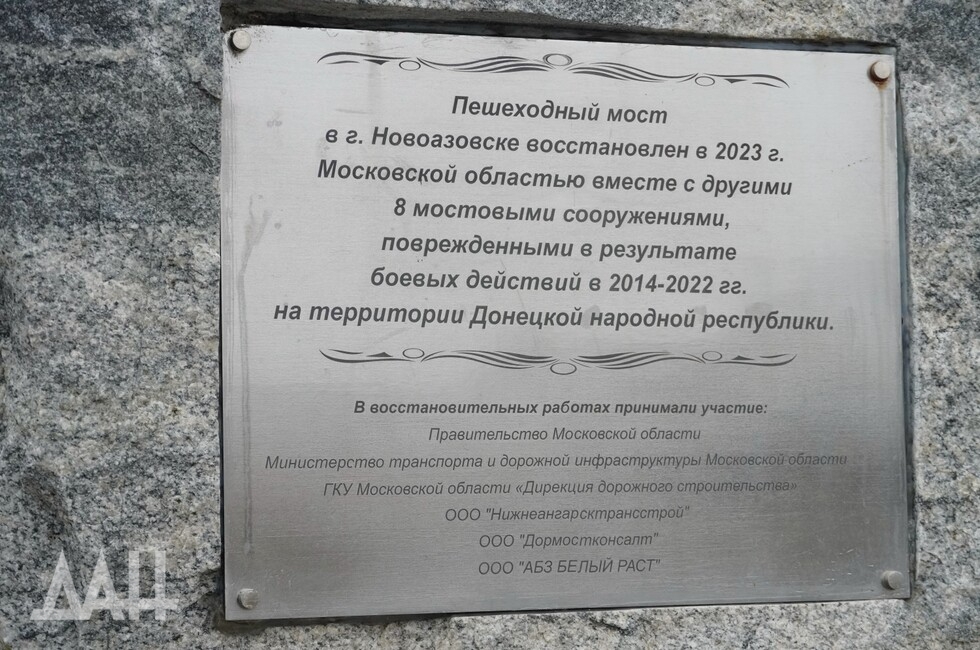 Пешеходный мост
в г. Новоазовске восстановлен в 2023 г.
Московской областью вместе с другими
8 мостовыми сооружениями,
поврежденными в результате
боевых действий в 2014-2022 гг.
на территории Донецкой народной республики.
В восстановительных работах принимали участие:
Правительство Московской области
Министерство транспорта и дорожной инфраструктуры Московской области
ГКУ Московской области «Дирекция дорожного строительства»
ООО "Нижнеангарсктрансстрой"
ООО "Дормостконсалт"
ООО "АБЗ БЕЛЫЙ РАСТ"
ДАН